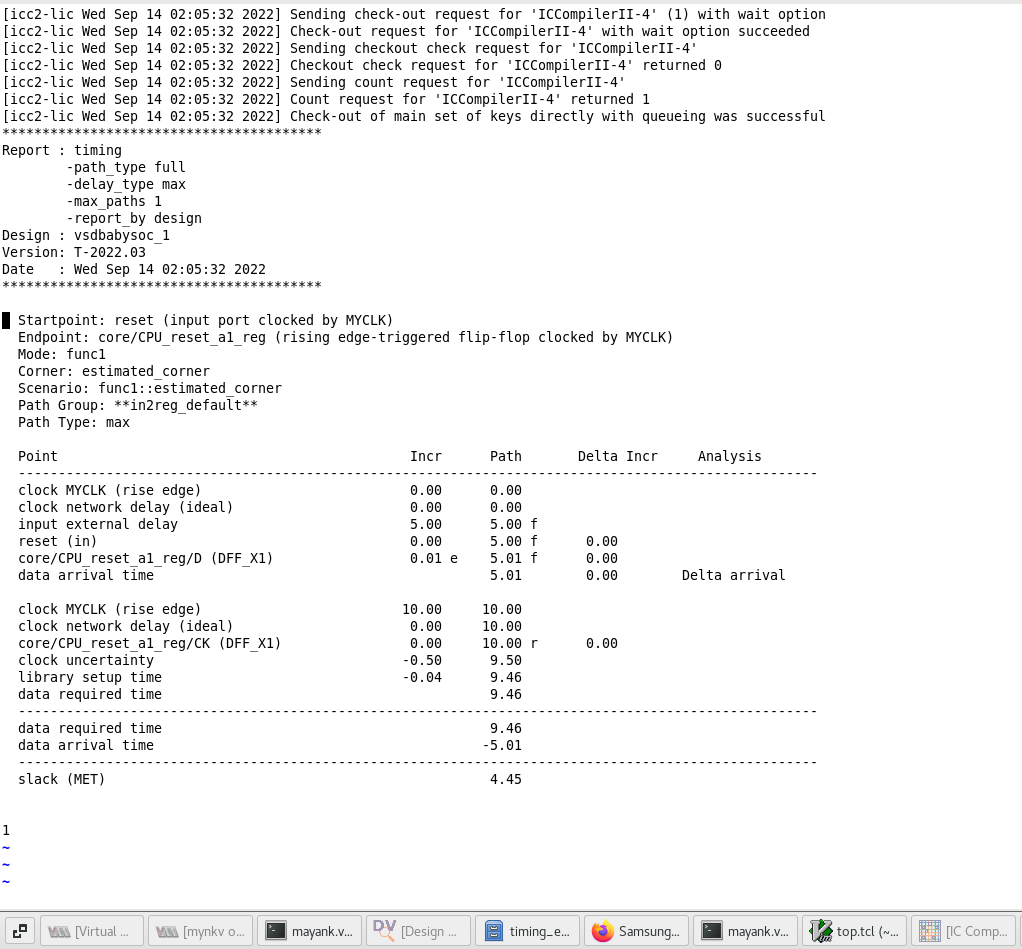 [icc2-lic Wed Sep 14 02:05:32 2022] Sending check-out request for 'ICCompilerII-4' (1) with wait option
[icc2-lic Wed Sep 14 02:05:32 2022] Check-out request for 'ICCompilerII-4' with wait option succeeded
[icc2-lic Wed Sep 14 02:05:32 2022] Sending checkout check request for 'ICCompilerII-4'
[icc2-lic Wed Sep 14 02:05:32 2022] Checkout check request for 'ICCompilerII-4' returned 0
[icc2-lic Wed Sep 14 02:05:32 2022] Sending count request for 'ICCompilerII-4'
[icc2-lic Wed Sep 14 02:05:32 2022] Count request for 'ICCompilerII-4' returned 1
[icc2-lic Wed Sep 14 02:05:32 2022] Check-out of main set of keys directly with queueing was successful
****************************************
Report : timing
        -path_type full
        -delay_type max
        -max_paths 1
        -report_by design
Design : vsdbabysoc_1
Version: T-2022.03
Date   : Wed Sep 14 02:05:32 2022
****************************************
  Startpoint: reset (input port clocked by MYCLK)
  Endpoint: core/CPU_reset_a1_reg (rising edge-triggered flip-flop clocked by MYCLK)
  Mode: func1
  Corner: estimated_corner
  Scenario: func1::estimated_corner
  Path Group: **in2reg_default**
  Path Type: max
  Point                                            Incr      Path       Delta Incr     Analysis
  ----------------------------------------------------------------------------------------------------
  clock MYCLK (rise edge)                          0.00      0.00
  clock network delay (ideal)                      0.00      0.00
  input external delay                             5.00      5.00 f
  reset (in)                                       0.00      5.00 f      0.00
  core/CPU_reset_a1_reg/D (DFF_X1)                 0.01 e    5.01 f      0.00
  data arrival time                                          5.01        0.00        Delta arrival
  clock MYCLK (rise edge)                         10.00     10.00
  clock network delay (ideal)                      0.00     10.00
  core/CPU_reset_a1_reg/CK (DFF_X1)                0.00     10.00 r      0.00
  clock uncertainty                               -0.50      9.50
  library setup time                              -0.04      9.46
  data required time                                         9.46
  ----------------------------------------------------------------------------------------------------
  data required time                                         9.46
  data arrival time                                         -5.01
  ----------------------------------------------------------------------------------------------------
  slack (MET)                                                4.45
1
~
~
~
[Virtual ... [mynkv o... mayank.v... [Design ... timing_e... Samsung... mayank.v... top.tcl (~... [IC Comp...